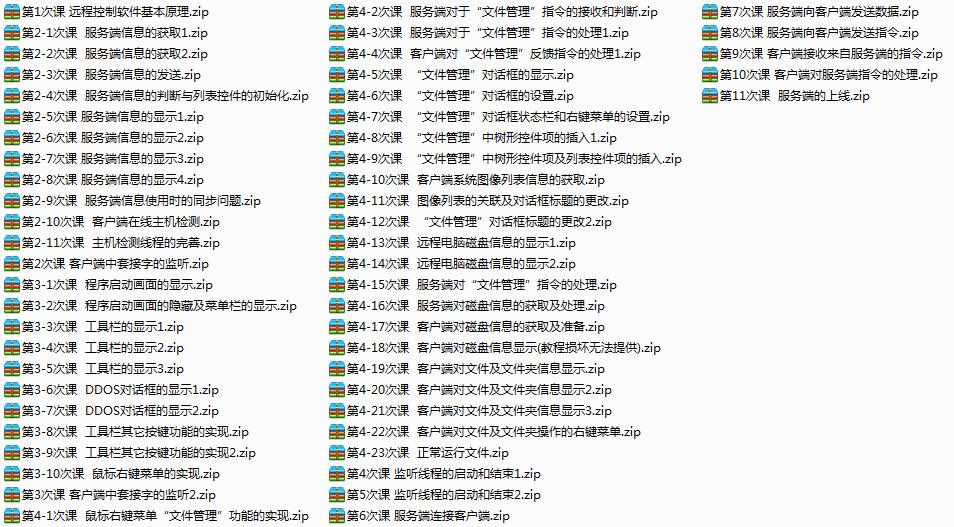 第1次课 远程控制软件基本原理.zip
第2-1次课  服务端信息的获取1.zip
第2-2次课  服务端信息的获取2.zip
第2-3次课  服务端信息的发送.zip
第2-4次课  服务端信息的判断与列表控件的初始化.zip
第2-5次课 服务端信息的显示1.zip
第2-6次课 服务端信息的显示2.zip
第2-7次课 服务端信息的显示3.zip
第2-8次课 服务端信息的显示4.zip
第2-9次课  服务端信息使用时的同步问题.zip
第2-10次课  客户端在线主机检测.zip
第2-11次课  主机检测线程的完善.zip
第2次课 客户端中套接字的监听.zip
第3-1次课  程序启动画面的显示.zip
第3-2次课  程序启动画面的隐藏及菜单栏的显示.zip
第3-3次课  工具栏的显示1.zip
第3-4次课  工具栏的显示2.zip
第3-5次课  工具栏的显示3.zip
第3-6次课  DDOS对话框的显示1.zip
第3-7次课  DDOS对话框的显示2.zip
第3-8次课  工具栏其它按键功能的实现.zip
第3-9次课  工具栏其它按键功能的实现2.zip
第3-10次课  鼠标右键菜单的实现.zip
第3次课 客户端中套接字的监听2.zip
第4-1次课  鼠标右键菜单“文件管理”功能的实现.zip
第4-2次课  服务端对于“文件管理”指令的接收和判断.zip
第4-3次课  服务端对于“文件管理”指令的处理1.zip
第4-4次课  客户端对“文件管理”反馈指令的处理1.zip
第4-5次课  “文件管理”对话框的显示.zip
第4-6次课  “文件管理”对话框的设置.zip
第4-7次课  “文件管理”对话框状态栏和右键菜单的设置.zip
第4-8次课  “文件管理”中树形控件项的插入1.zip
第4-9次课  “文件管理”中树形控件项及列表控件项的插入.zip
第4-10次课  客户端系统图像列表信息的获取.zip
第4-11次课  图像列表的关联及对话框标题的更改.zip
第4-12次课  “文件管理”对话框标题的更改2.zip
第4-13次课  远程电脑磁盘信息的显示1.zip
第4-14次课  远程电脑磁盘信息的显示2.zip
第4-15次课  服务端对“文件管理”指令的处理.zip
第4-16次课  服务端对磁盘信息的获取及处理.zip
第4-17次课  客户端对磁盘信息的获取及准备.zip
第4-18次课  客户端对磁盘信息显示(教程损坏无法提供).zip
第4-19次课  客户端对文件及文件夹信息显示.zip
第4-20次课  客户端对文件及文件夹信息显示2.zip
第4-21次课  客户端对文件及文件夹信息显示3.zip
第4-22次课  客户端对文件及文件夹操作的右键菜单.zip
第4-23次课  正常运行文件.zip
第4次课 监听线程的启动和结束1.zip
第5次课 监听线程的启动和结束2.zip
第6次课 服务端连接客户端.zip
第7次课 服务端向客户端发送数据.zip
第8次课 服务端向客户端发送指令.zip
第9次课 客户端接收来自服务端的指令.zip
第10次课 客户端对服务端指令的处理.zip
第11次课  服务端的上线.zip